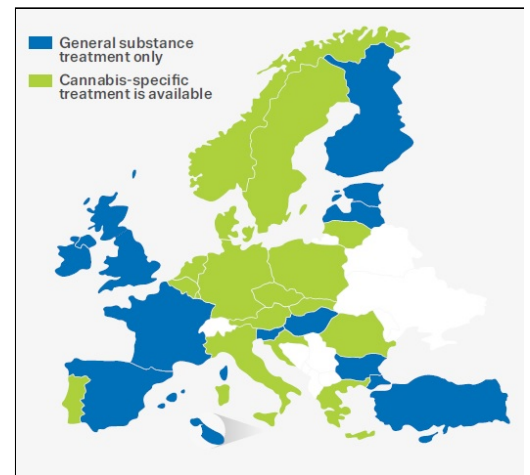 General substance
treatment only
Cannabis-specific
treatment is available